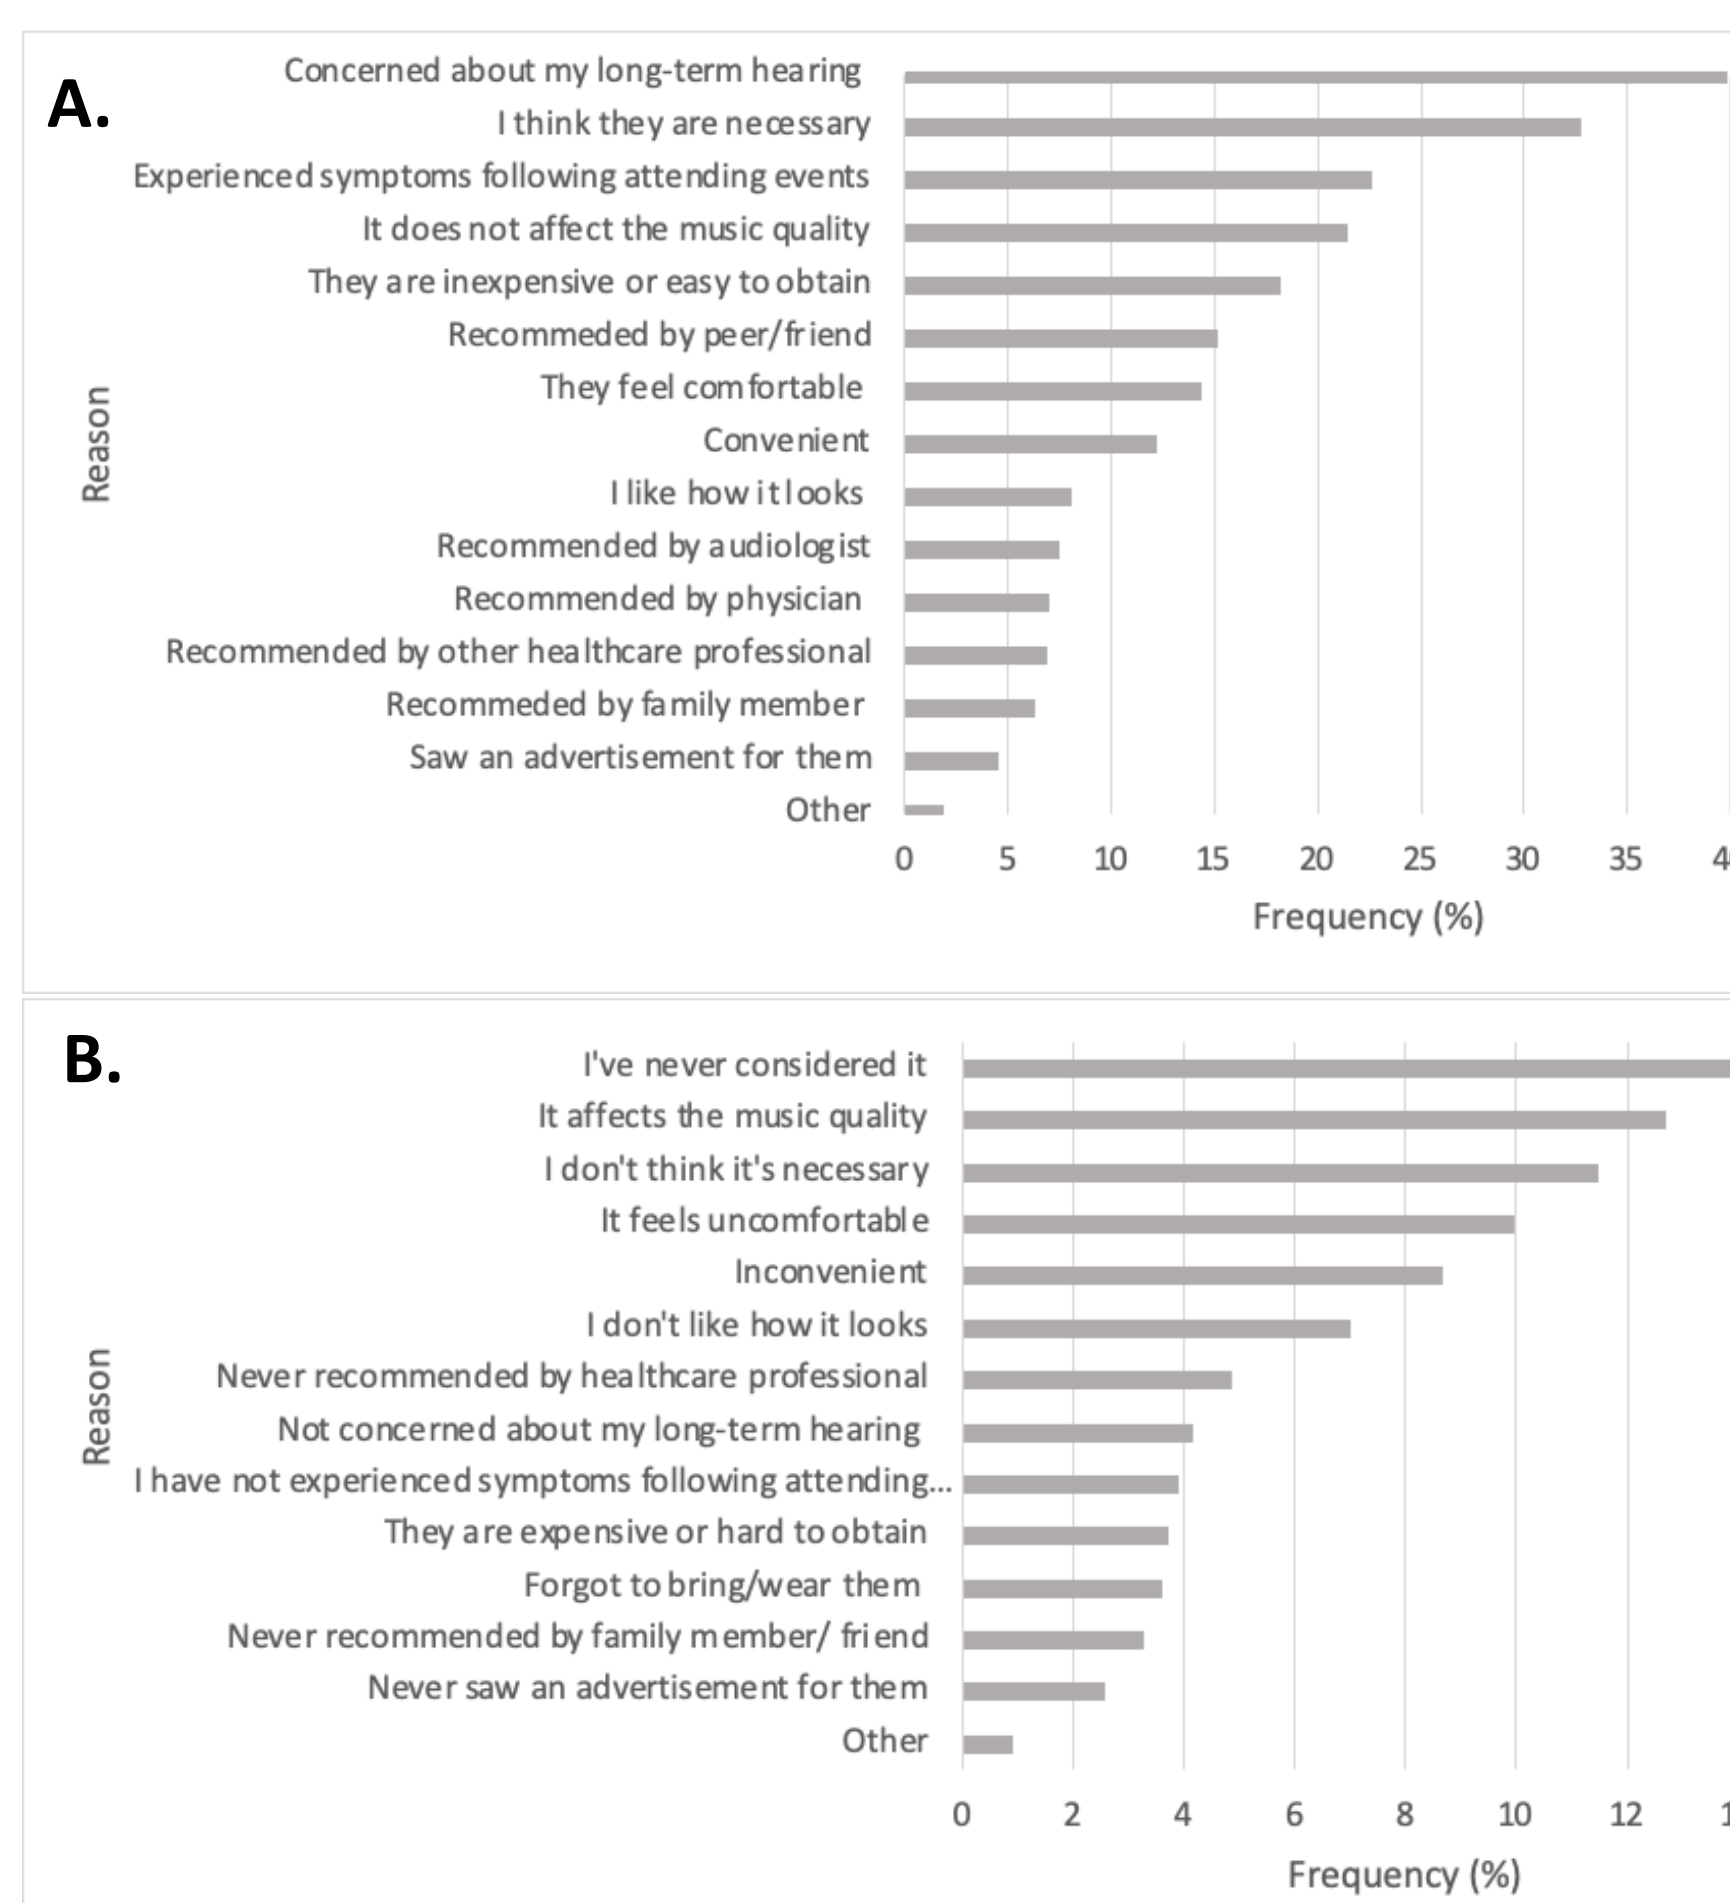 A.
Concerned about my long-term hearing
I think they are necessary
Experienced symptoms following attending events
It does not affect the music quality
They are inexpensive or easy to obtain
Recommeded by peer/friend
They feel comfortable
Convenient
I like how it looks
Recommended by audiologist
Recommended by physician
Recommended by other healthcare professional
Recommeded by family member
Saw an advertisement for them
Other
Reason
0 5 10 15 20 25 30 35
Frequency (%)
B.
I've never considered it
It affects the music quality
I don't think it's necessary
It feels uncomfortable
Inconvenient
I don't like how it looks
Never recommended by healthcare professional
Not concerned about my long-term hearing
I have not experienced symptoms following attending...
They are expensive or hard to obtain
Forgot to bring/wear them
Never recommended by family member/ friend
Never saw an advertisement for them
Other
Reason
0 2 4 6 8 10 12
Frequency (%)